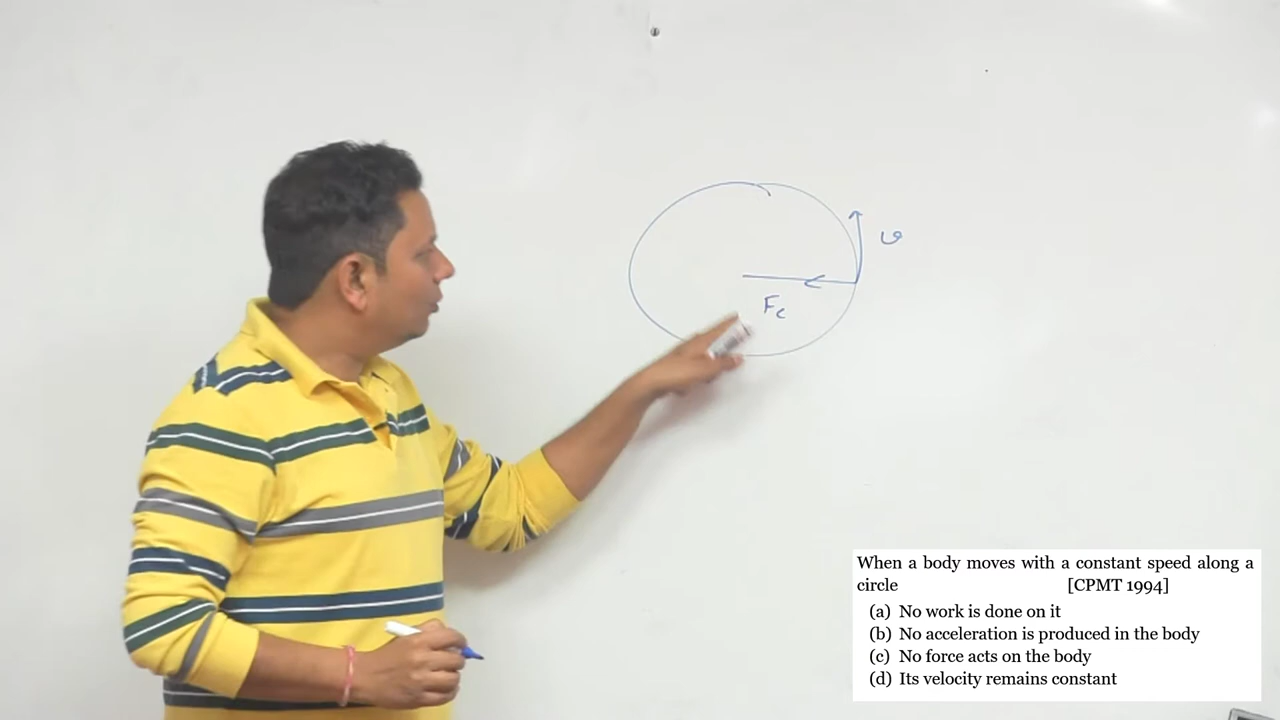 v
Fc
When a body moves with a constant speed along a
circle [CPMT 1994]
(a) No work is done on it
(b) No acceleration is produced in the body
(c) No force acts on the body
(d) Its velocity remains constant